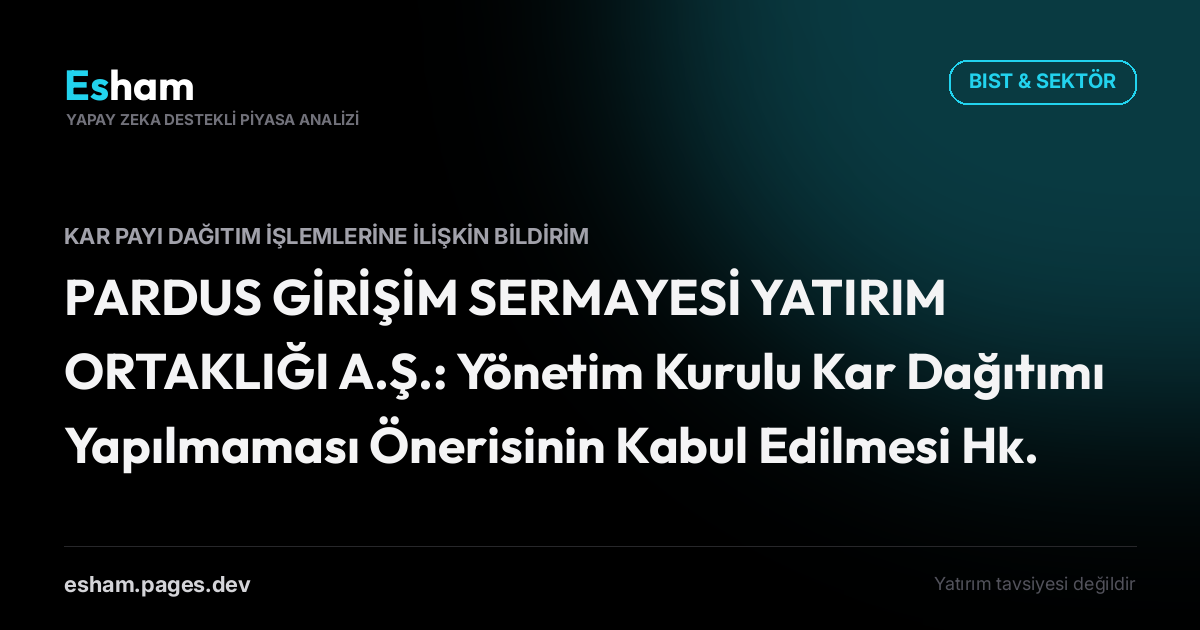 Esham
BIST & SEKTÖR
YAPAY ZEKA DESTEKLİ PİYASA ANALİZİ
KAR PAYI DAĞITIM İŞLEMLERİNE İLİŞKİN BİLDİRİM
PARDUS GİRİŞİM SERMAYESİ YATIRIM
ORTAKLIĞI A.Ş.: Yönetim Kurulu Kar Dağıtımı
Yapılmaması Önerisinin Kabul Edilmesi Hk.
esham.pages.dev
Yatırım tavsiyesi değildir